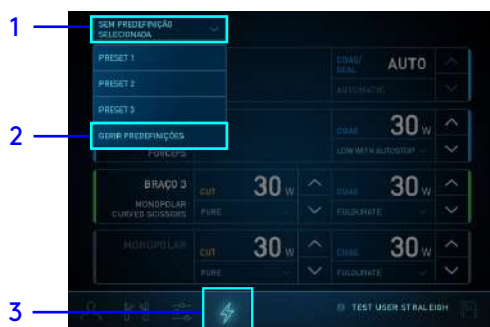 1
SEM PREDEFINIÇÃO
SELECIONADA
PRESET 1
COAG/
SEAL
AUTO
PRESET 2
AUTOMATIC
PRESET 3
COAG 30 W
2
GERIR PREDEFINIÇÕES
FORCEPS
LOW WITH AUTOSTOP
BRAÇO 3
CUT 30 W
COAG 30 W
MONOPOLAR
CURVED SCISSORS
PURE
FULGURATE
MONOPOLAR
CUT 30 W
COAG 30 W
PURE
FULGURATE
3
TEST USER STRALEIGH